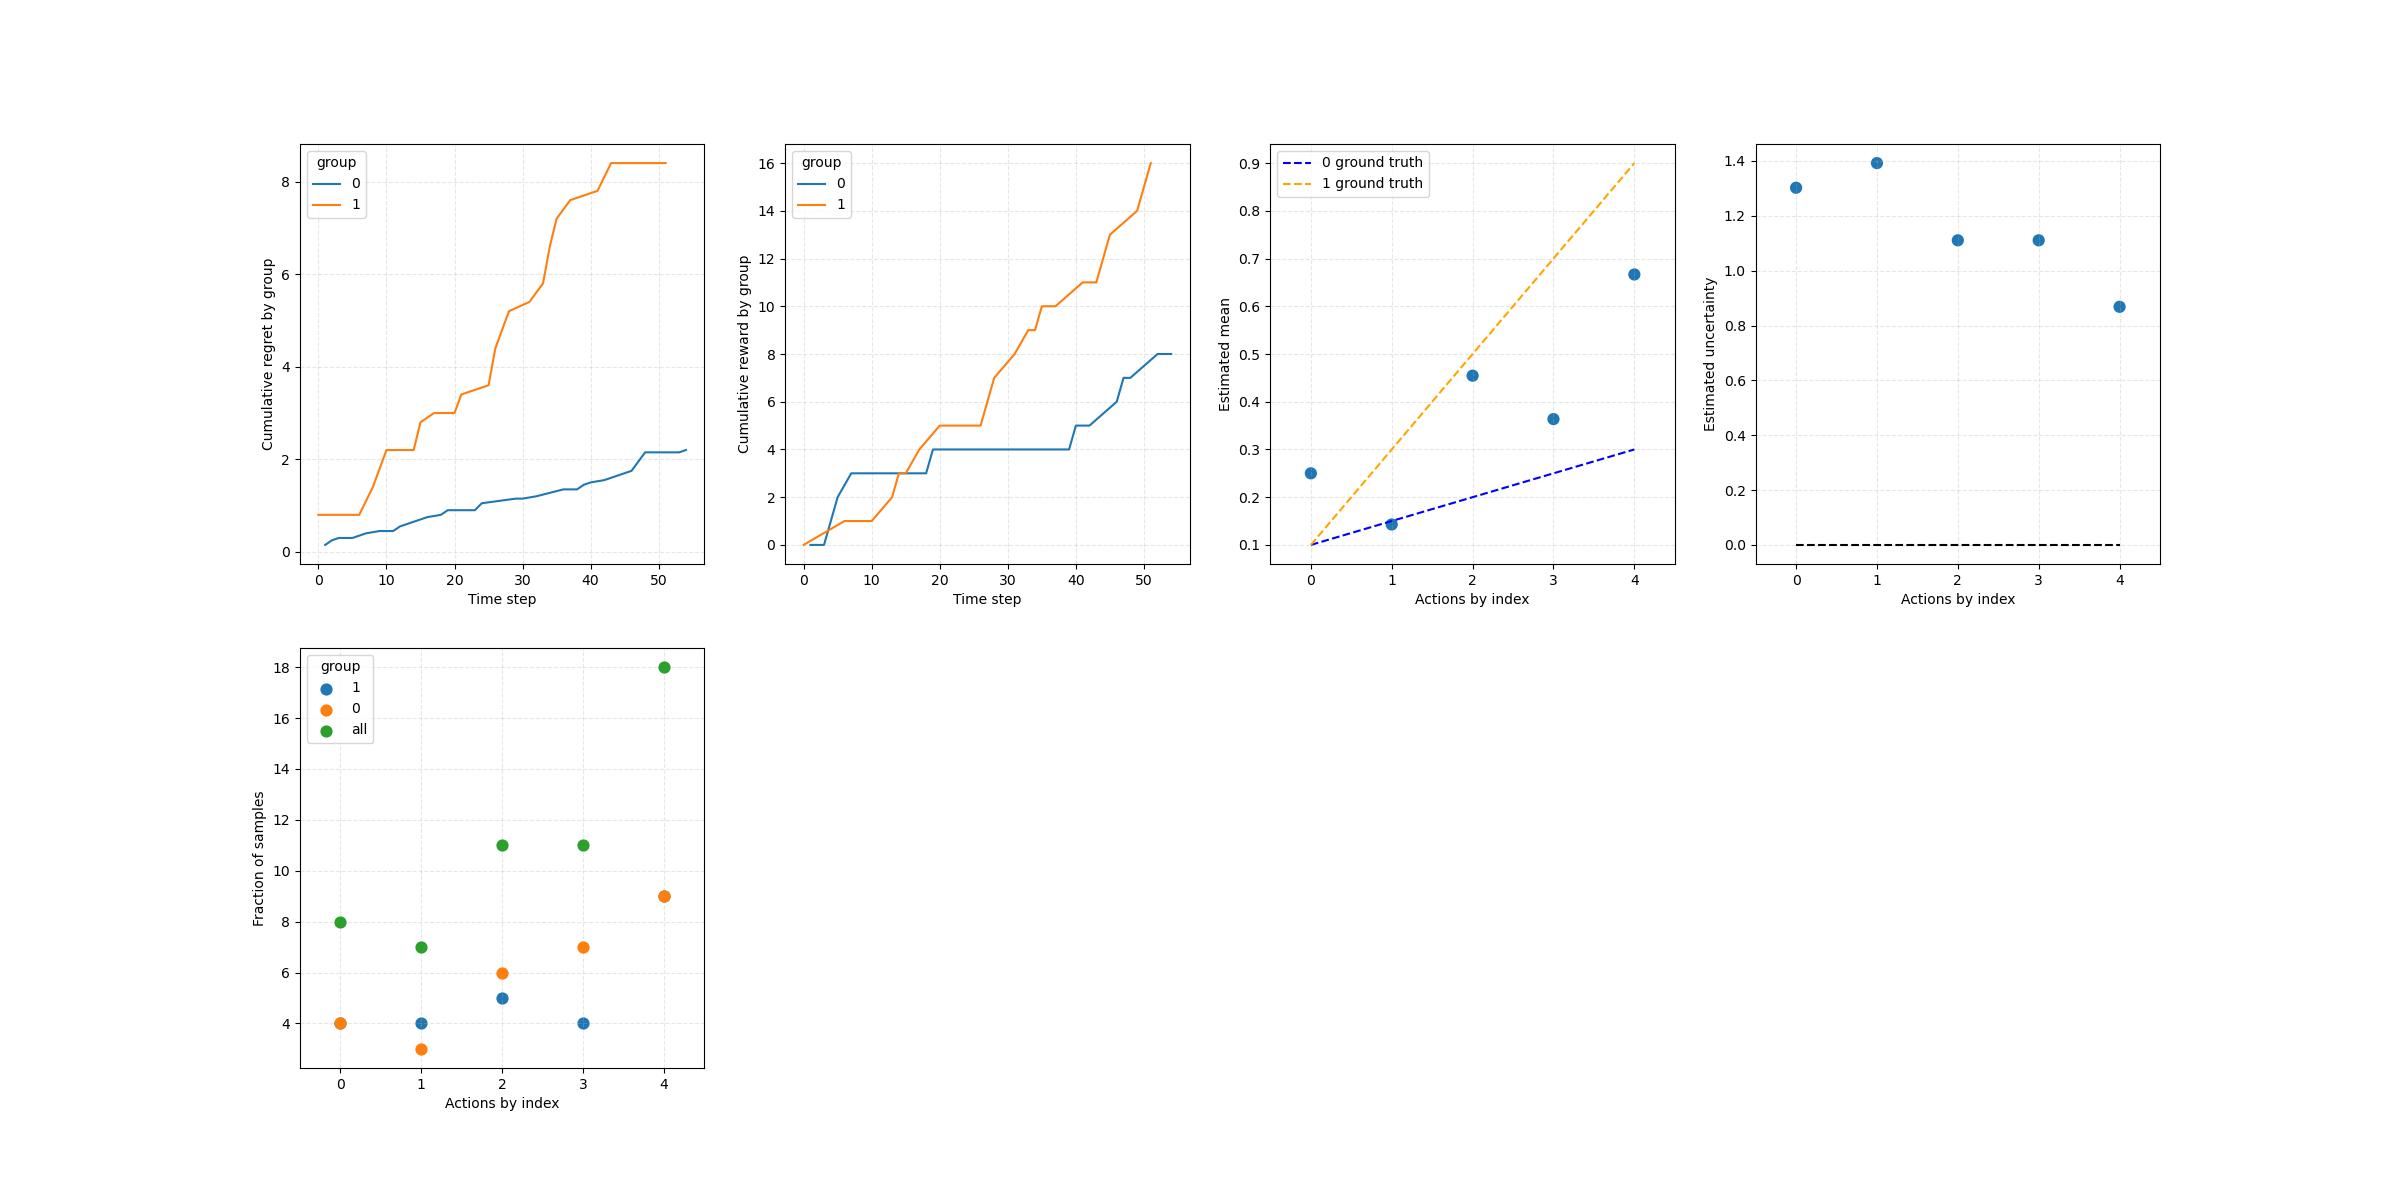 group
0
1
8
6
4
2
0
Cumulative regret by group
0 10 20 30 40 50
Time step
group
0
1
16
14
12
10
8
6
4
2
0
Cumulative reward by group
0 10 20 30 40 50
Time step
0 ground truth
1 ground truth
0.9
0.8
0.7
0.6
0.5
0.4
0.3
0.2
0.1
Estimated mean
0 1 2 3 4
Actions by index
1.4
1.2
1.0
0.8
0.6
0.4
0.2
0.0
Estimated uncertainty
0 1 2 3 4
Actions by index
group
1
0
all
18
16
14
12
10
8
6
4
Fraction of samples
0 1 2 3 4
Actions by index